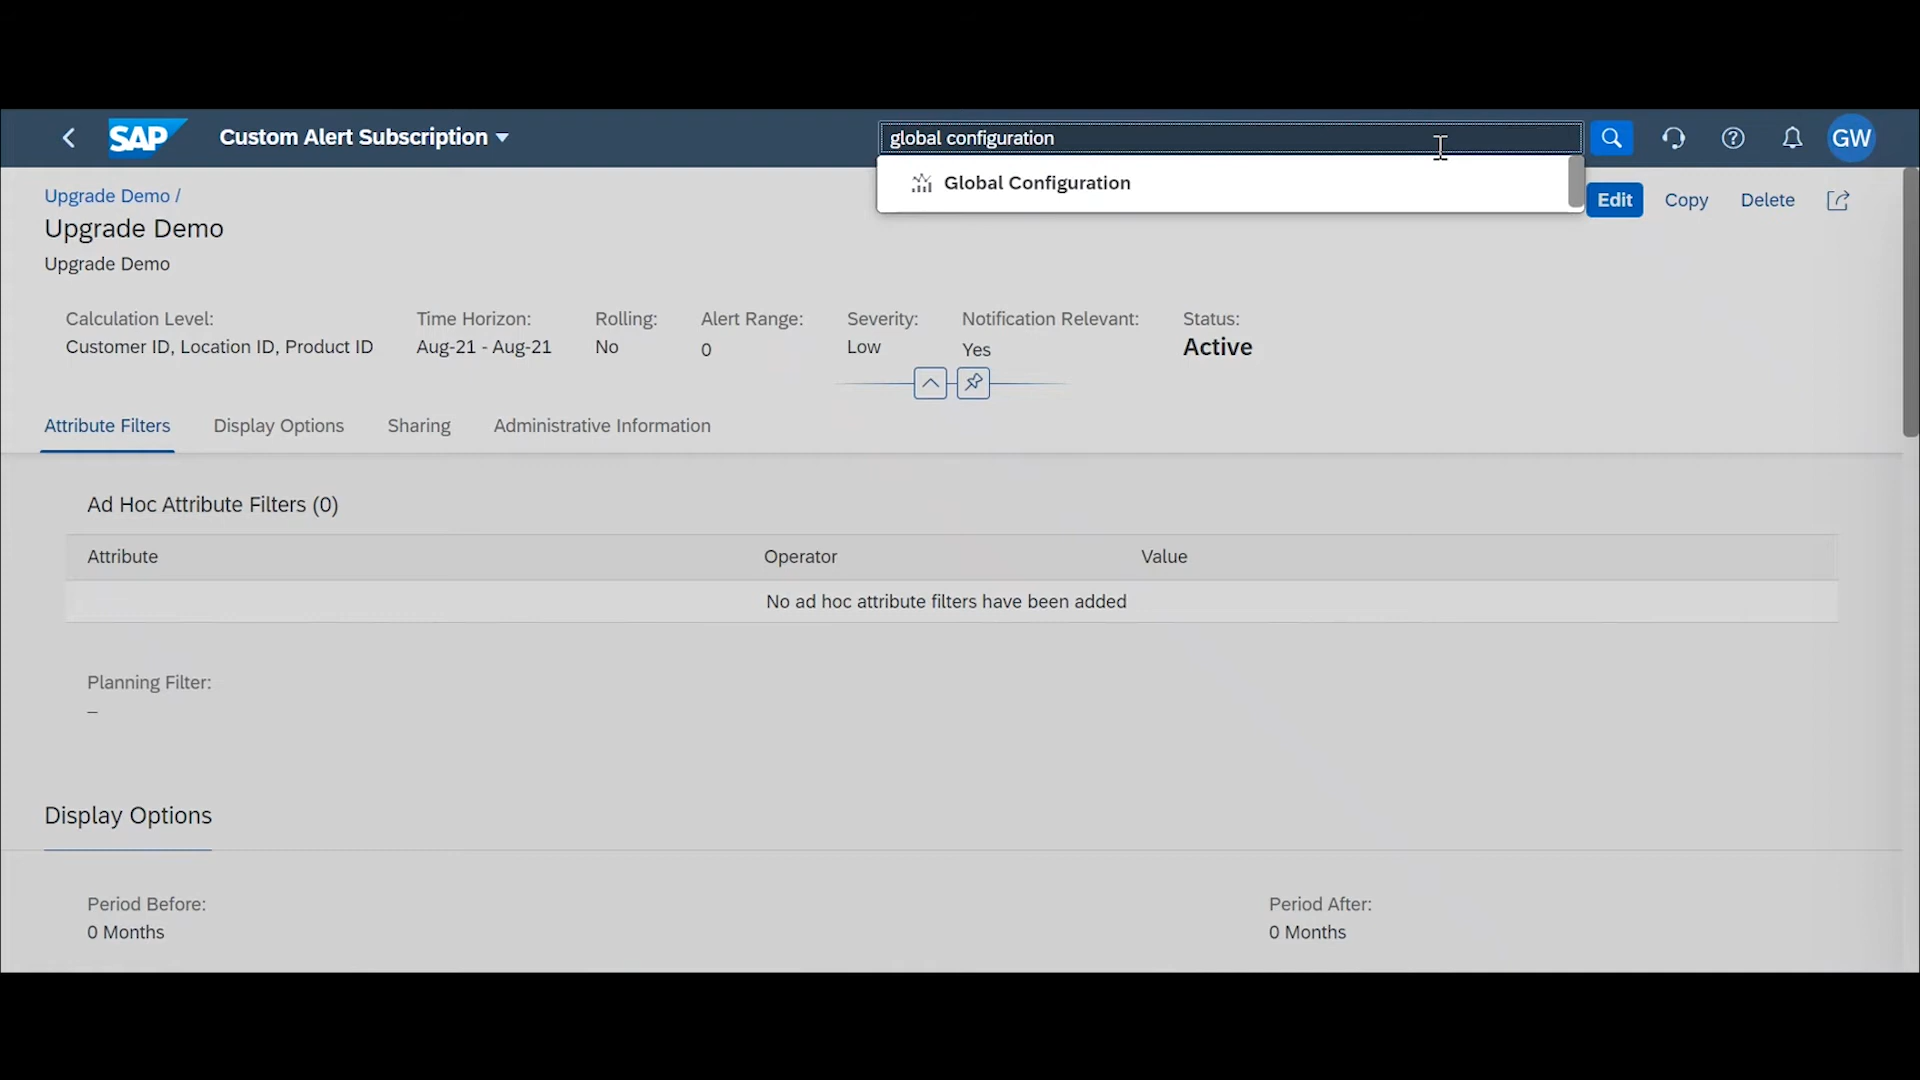 SAP Custom Alert Subscription global configuration GW
Global Configuration
Upgrade Demo /
Edit Copy Delete
Upgrade Demo
Upgrade Demo
Calculation Level: Time Horizon: Rolling: Alert Range: Severity: Notification Relevant: Status:
Customer ID, Location ID, Product ID Aug-21 - Aug-21 No 0 Low Yes Active
Attribute Filters Display Options Sharing Administrative Information
Ad Hoc Attribute Filters (0)
Attribute Operator Value
No ad hoc attribute filters have been added
Planning Filter:
–
Display Options
Period Before: Period After:
0 Months 0 Months